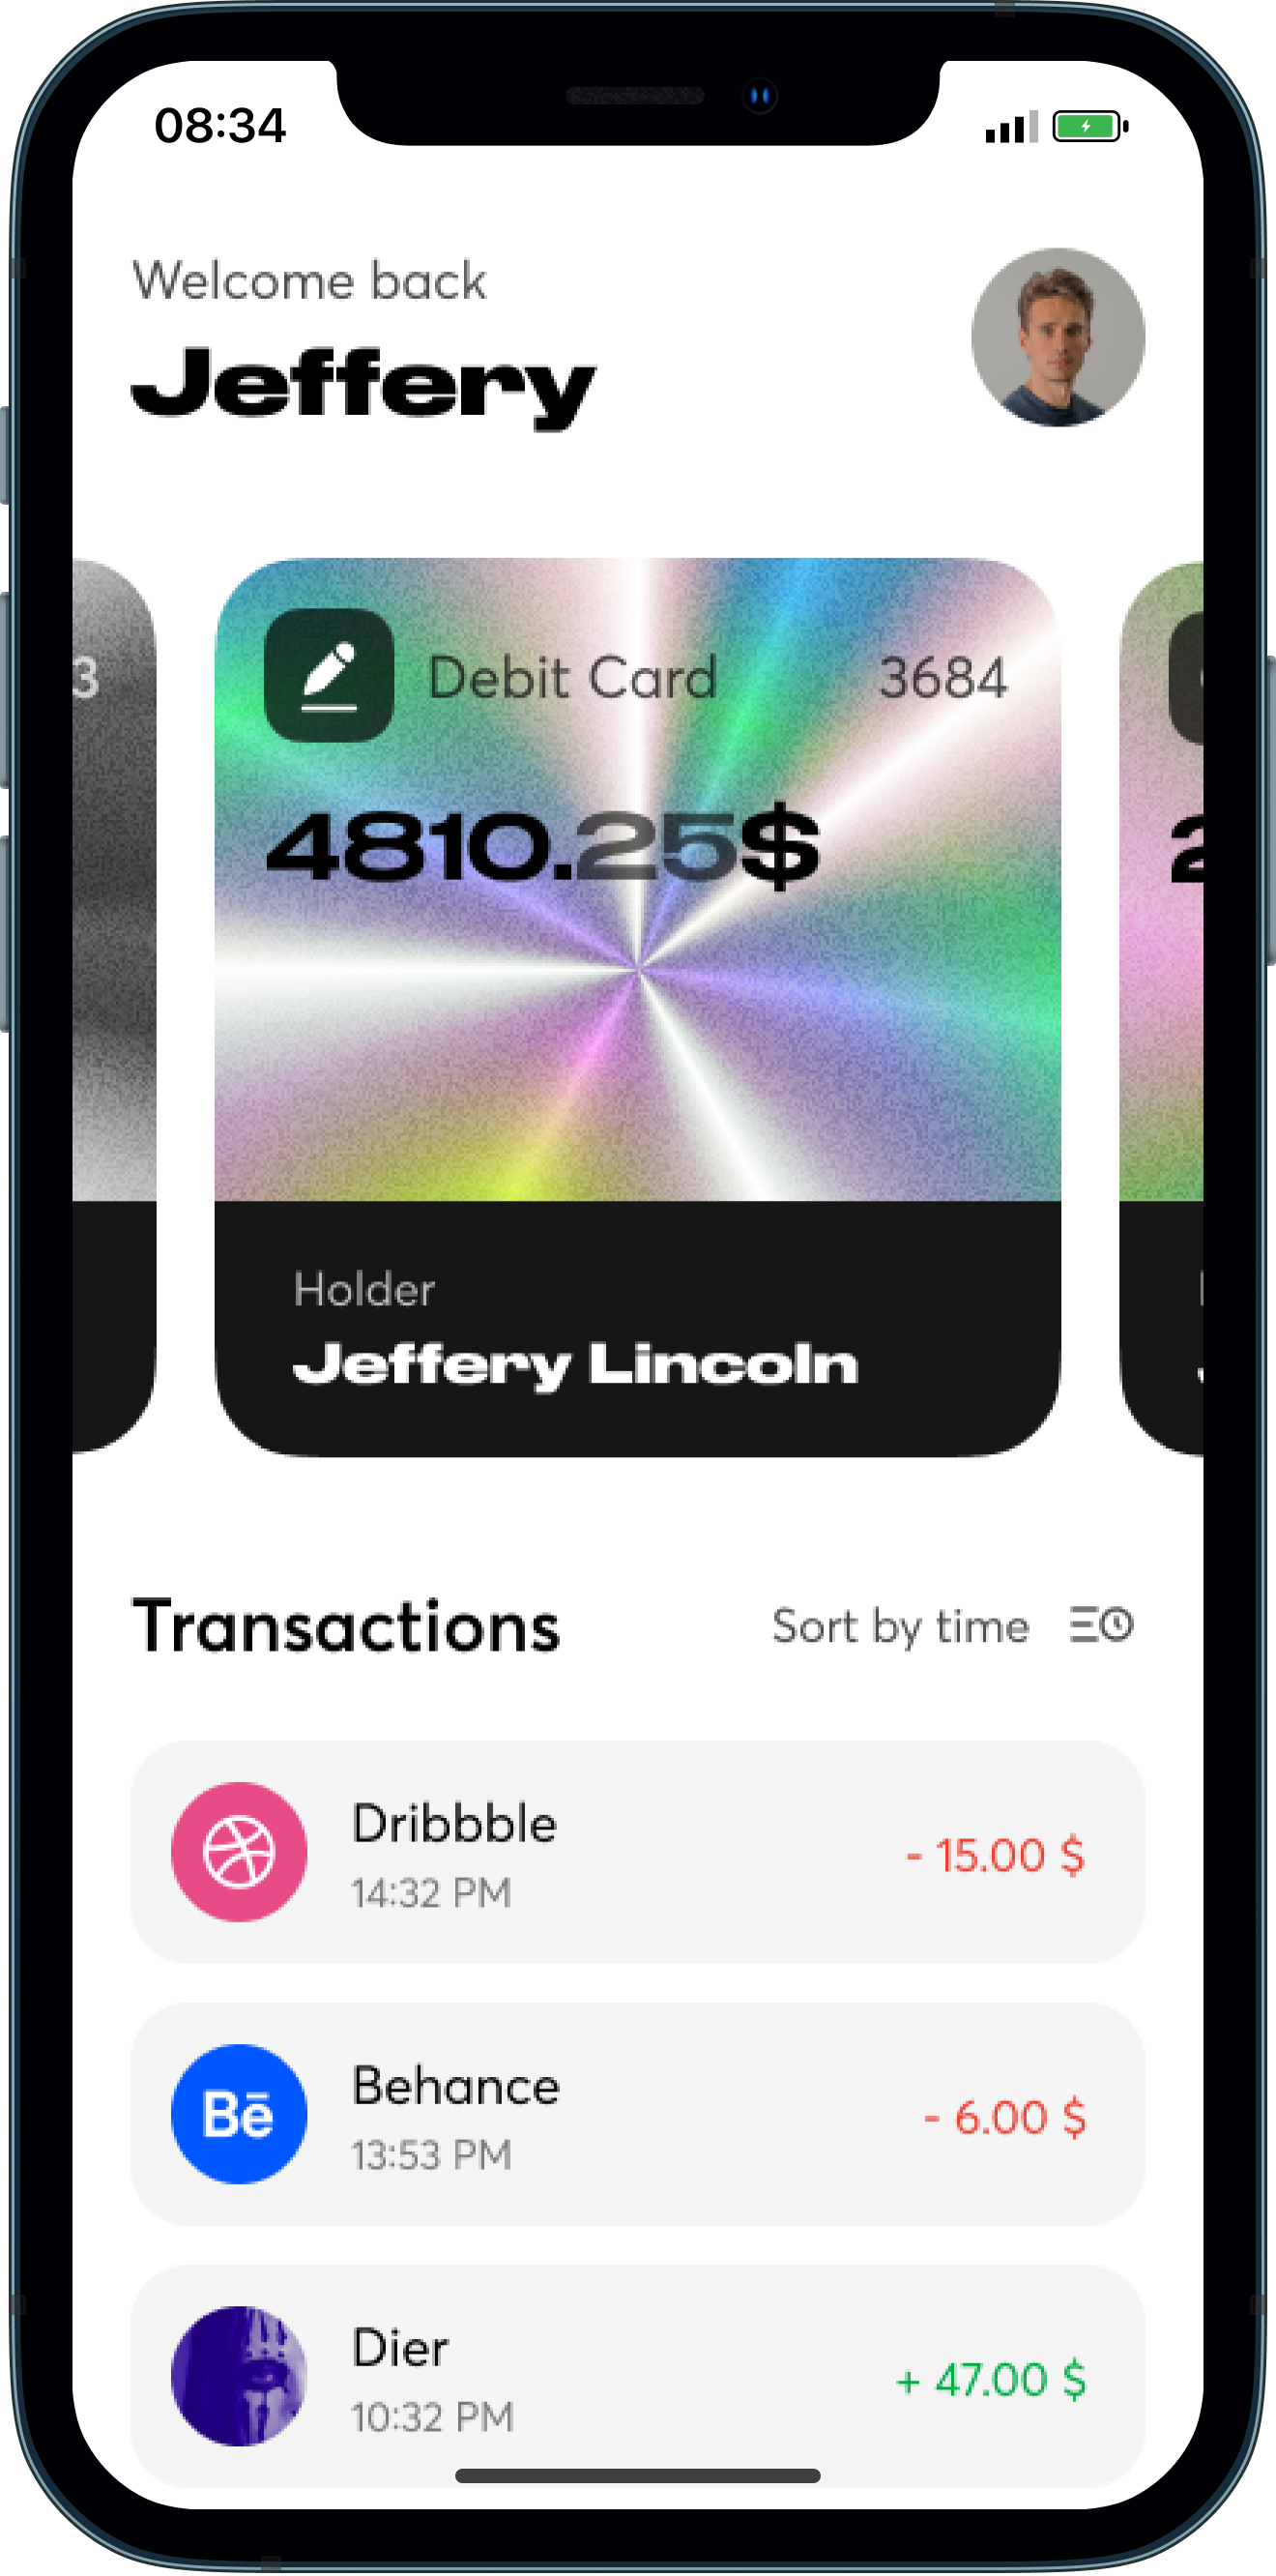 08:34
Welcome back
Jeffery
3
Debit Card 3684
4810.25$
2
Holder
Jeffery Lincoln
Transactions Sort by time
Dribbble
14:32 PM
- 15.00 $
Bē
Behance
13:53 PM
- 6.00 $
Dier
10:32 PM
+ 47.00 $